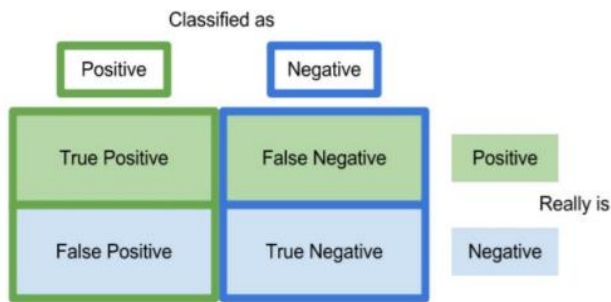 Classified as
Positive
Negative
True Positive
False Negative
Positive
Really is
False Positive
True Negative
Negative